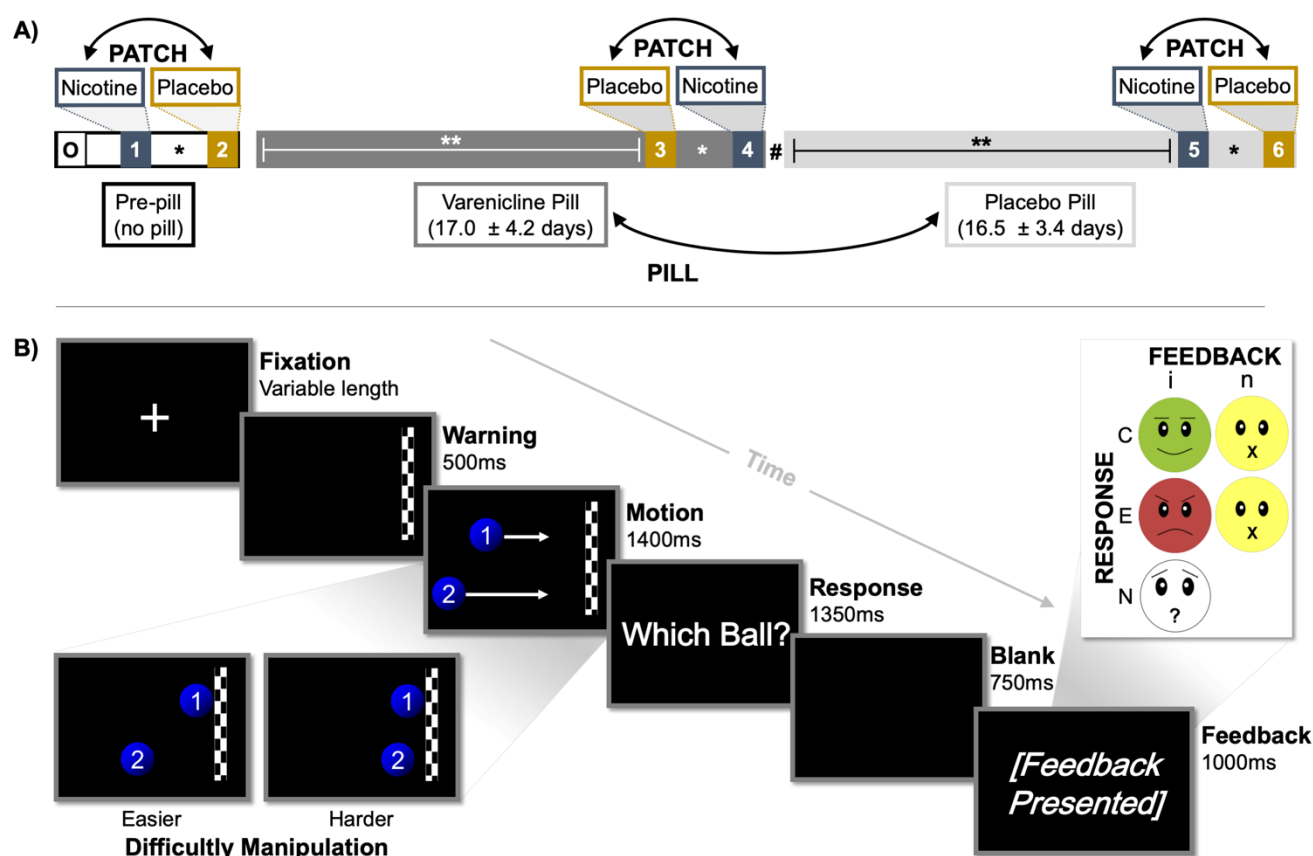 A)
PATCH
Nicotine
Placebo
O
1
*
2
Pre-pill
(no pill)
PATCH
Placebo
Nicotine
**
3
*
4
#
Varenicline Pill
(17.0 ± 4.2 days)
PATCH
Nicotine
Placebo
**
5
*
6
Placebo Pill
(16.5 ± 3.4 days)
PILL
B)
+
Fixation
Variable length
Warning
500ms
1
2
Motion
1400ms
Which Ball?
Response
1350ms
Blank
750ms
[Feedback
Presented]
Feedback
1000ms
Time
FEEDBACK
i n
RESPONSE
C
x
E
x
N
?
1
2
Easier
1
2
Harder
Difficultly Manipulation